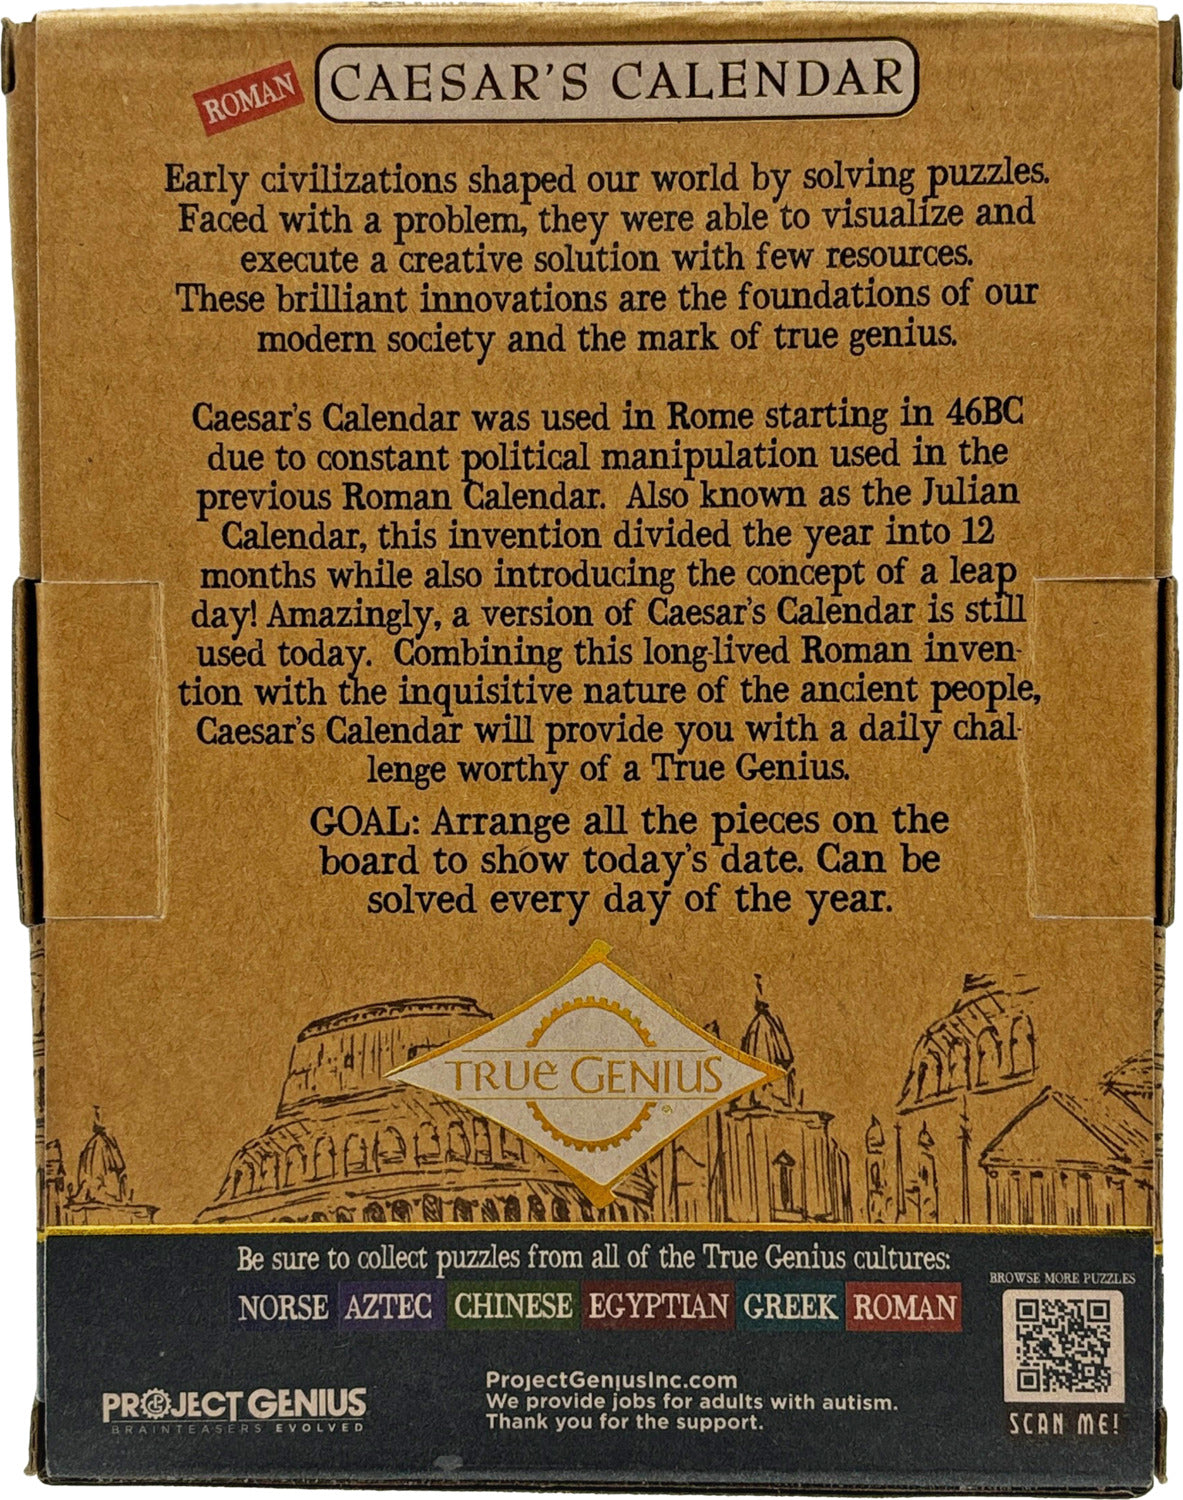 ROMAN
CAESAR'S CALENDAR
Early civilizations shaped our world by solving puzzles.
Faced with a problem, they were able to visualize and
execute a creative solution with few resources.
These brilliant innovations are the foundations of our
modern society and the mark of true genius.
Caesar's Calendar was used in Rome starting in 46BC
due to constant political manipulation used in the
previous Roman Calendar. Also known as the Julian
Calendar, this invention divided the year into 12
months while also introducing the concept of a leap
day! Amazingly, a version of Caesar's Calendar is still
used today. Combining this long-lived Roman inven-
tion with the inquisitive nature of the ancient people,
Caesar's Calendar will provide you with a daily chal-
lenge worthy of a True Genius.
GOAL: Arrange all the pieces on the
board to show today's date. Can be
solved every day of the year.
TRUE GENIUS
Be sure to collect puzzles from all of the True Genius cultures:
NORSE AZTEC CHINESE EGYPTIAN GREEK ROMAN
BROWSE MORE PUZZLES
SCAN ME!
PROJECT GENIUS
BRAINTEASERS EVOLVED
ProjectGeniusInc.com
We provide jobs for adults with autism.
Thank you for the support.